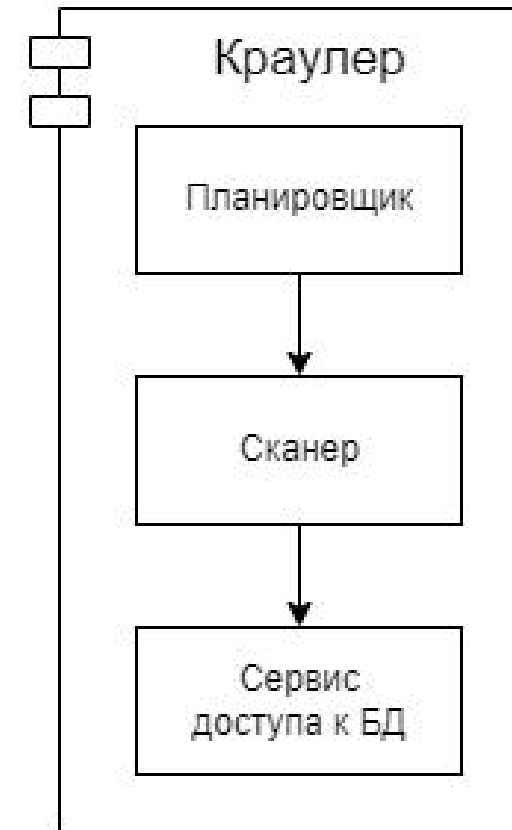 Краулер
Планировщик
Сканер
Сервис
доступа к БД